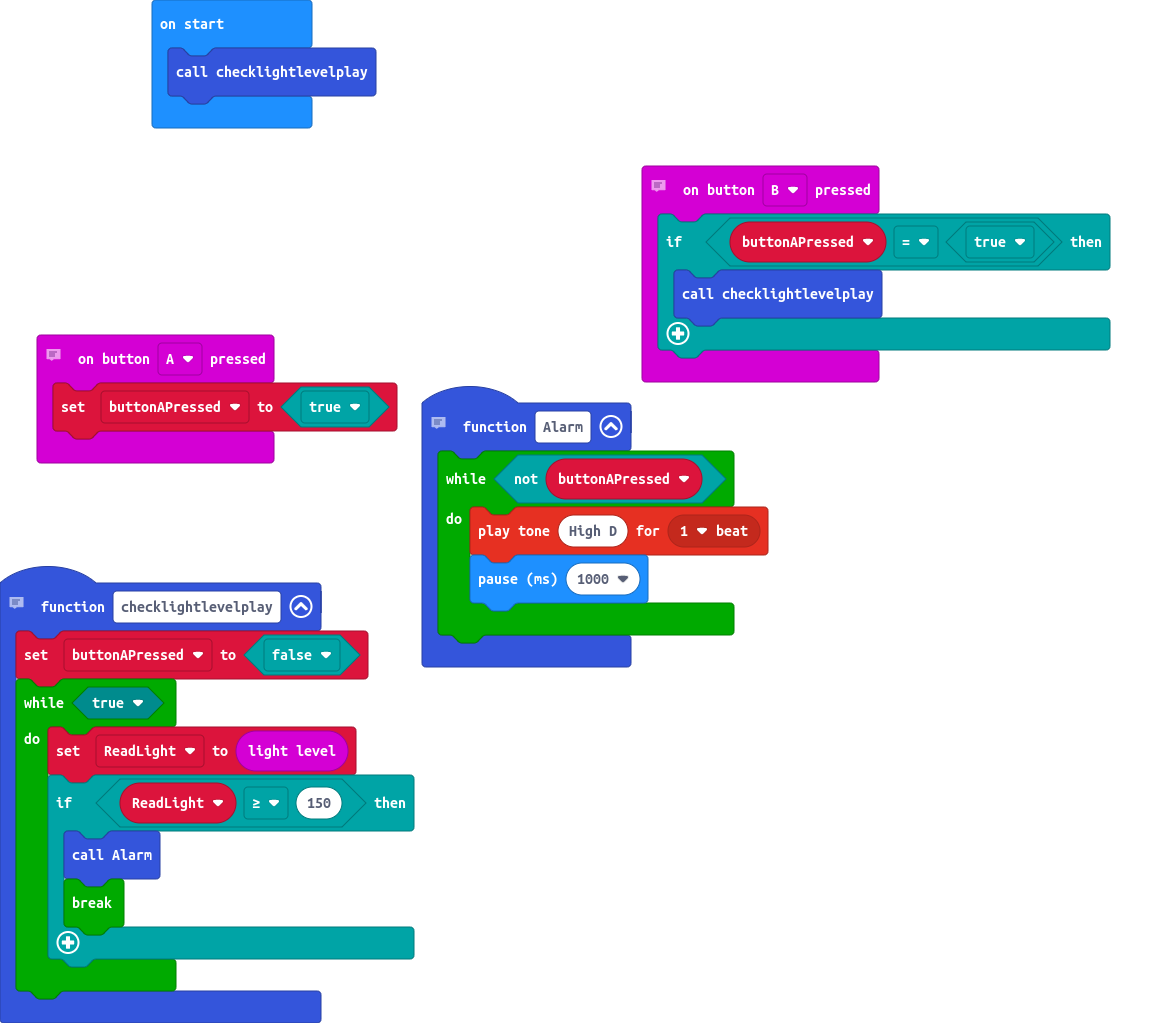 on start
call checklightlevelplay
on button B pressed
if buttonAPressed = true then
call checklightlevelplay
on button A pressed
set buttonAPressed to true
function Alarm
while not buttonAPressed
do
play tone High D for 1 beat
pause (ms) 1000
function checklightlevelplay
set buttonAPressed to false
while true
do
set ReadLight to light level
if ReadLight ≥ 150 then
call Alarm
break